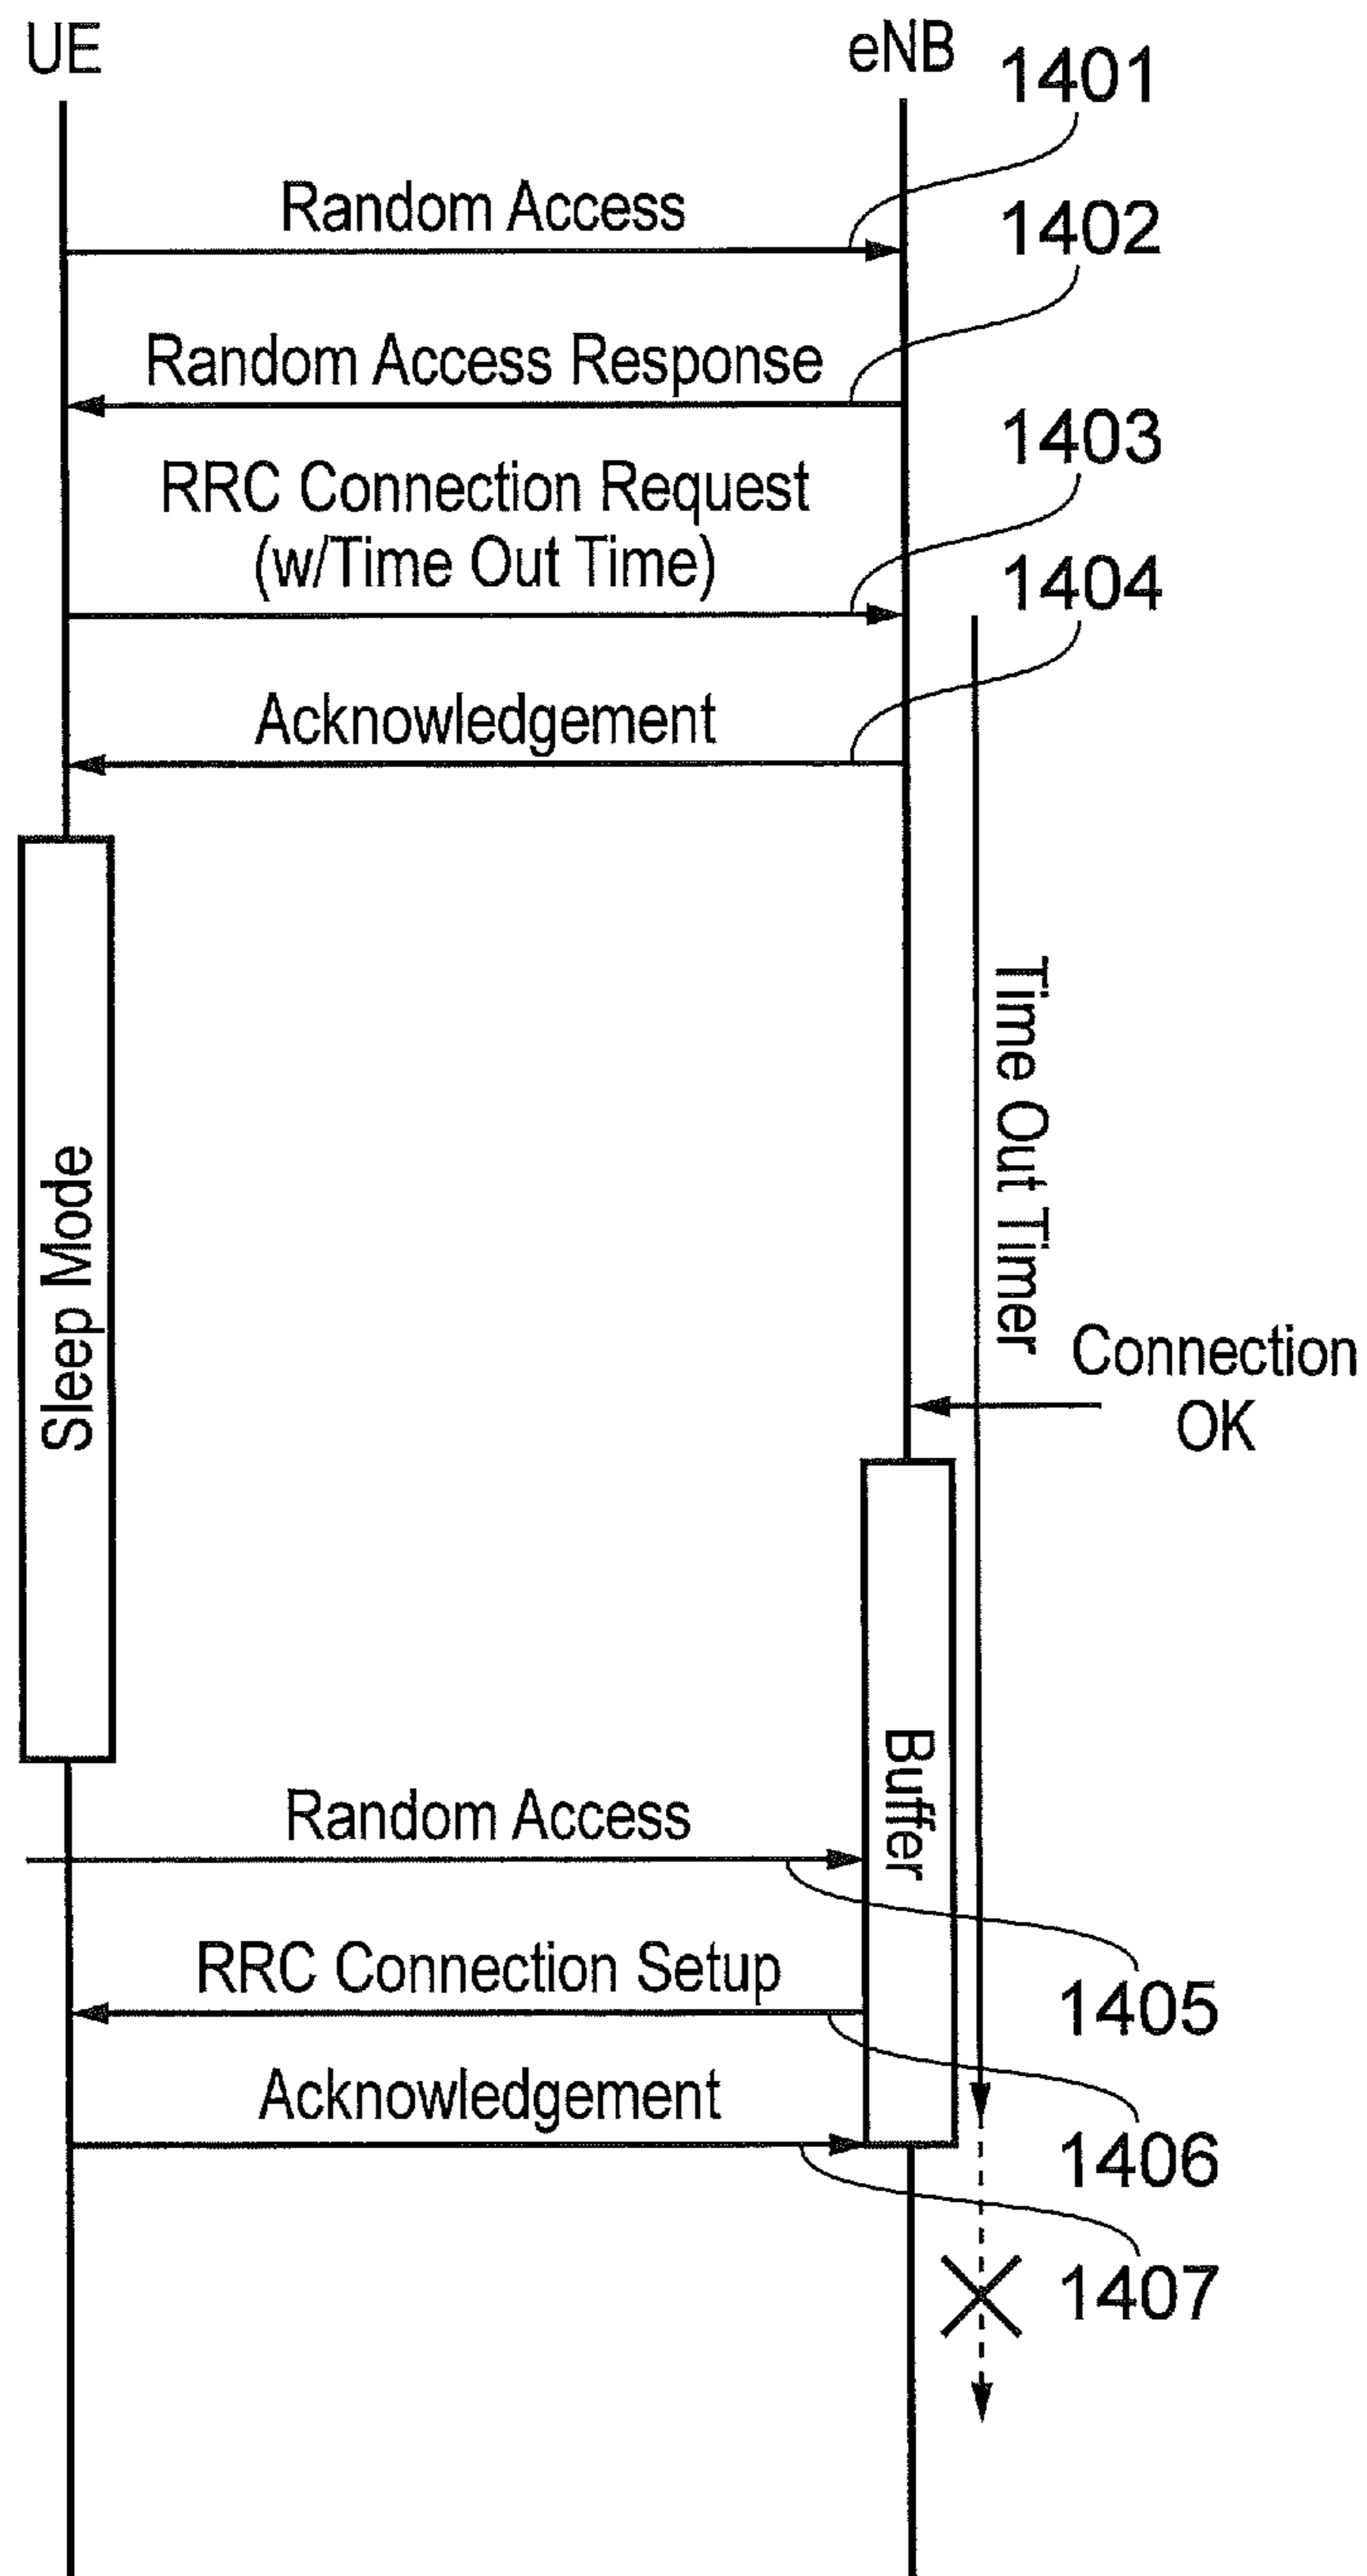 UE
eNB
1401
Random Access
1402
Random Access Response
1403
RRC Connection Request
(w/Time Out Time)
1404
Acknowledgement
Sleep Mode
Time Out Timer
Connection
OK
Buffer
Random Access
1405
RRC Connection Setup
1406
Acknowledgement
1407